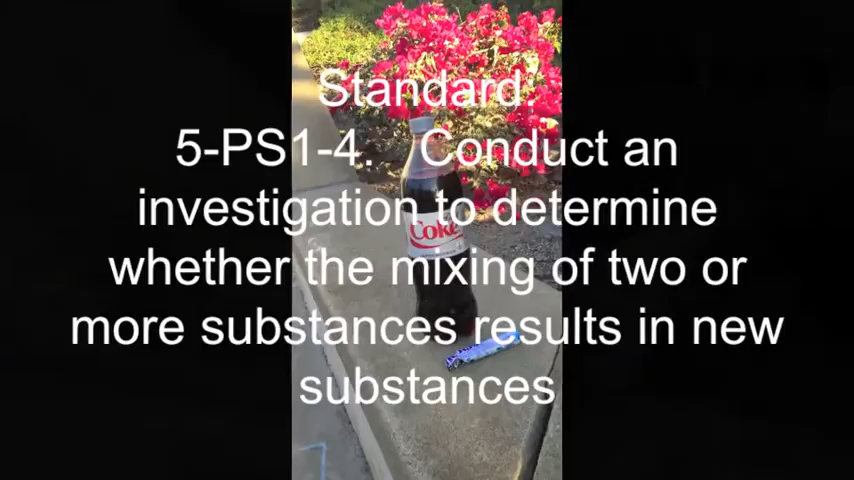 Standard:
5-PS1-4. Conduct an
investigation to determine
whether the mixing of two or
more substances results in new
substances
Coke